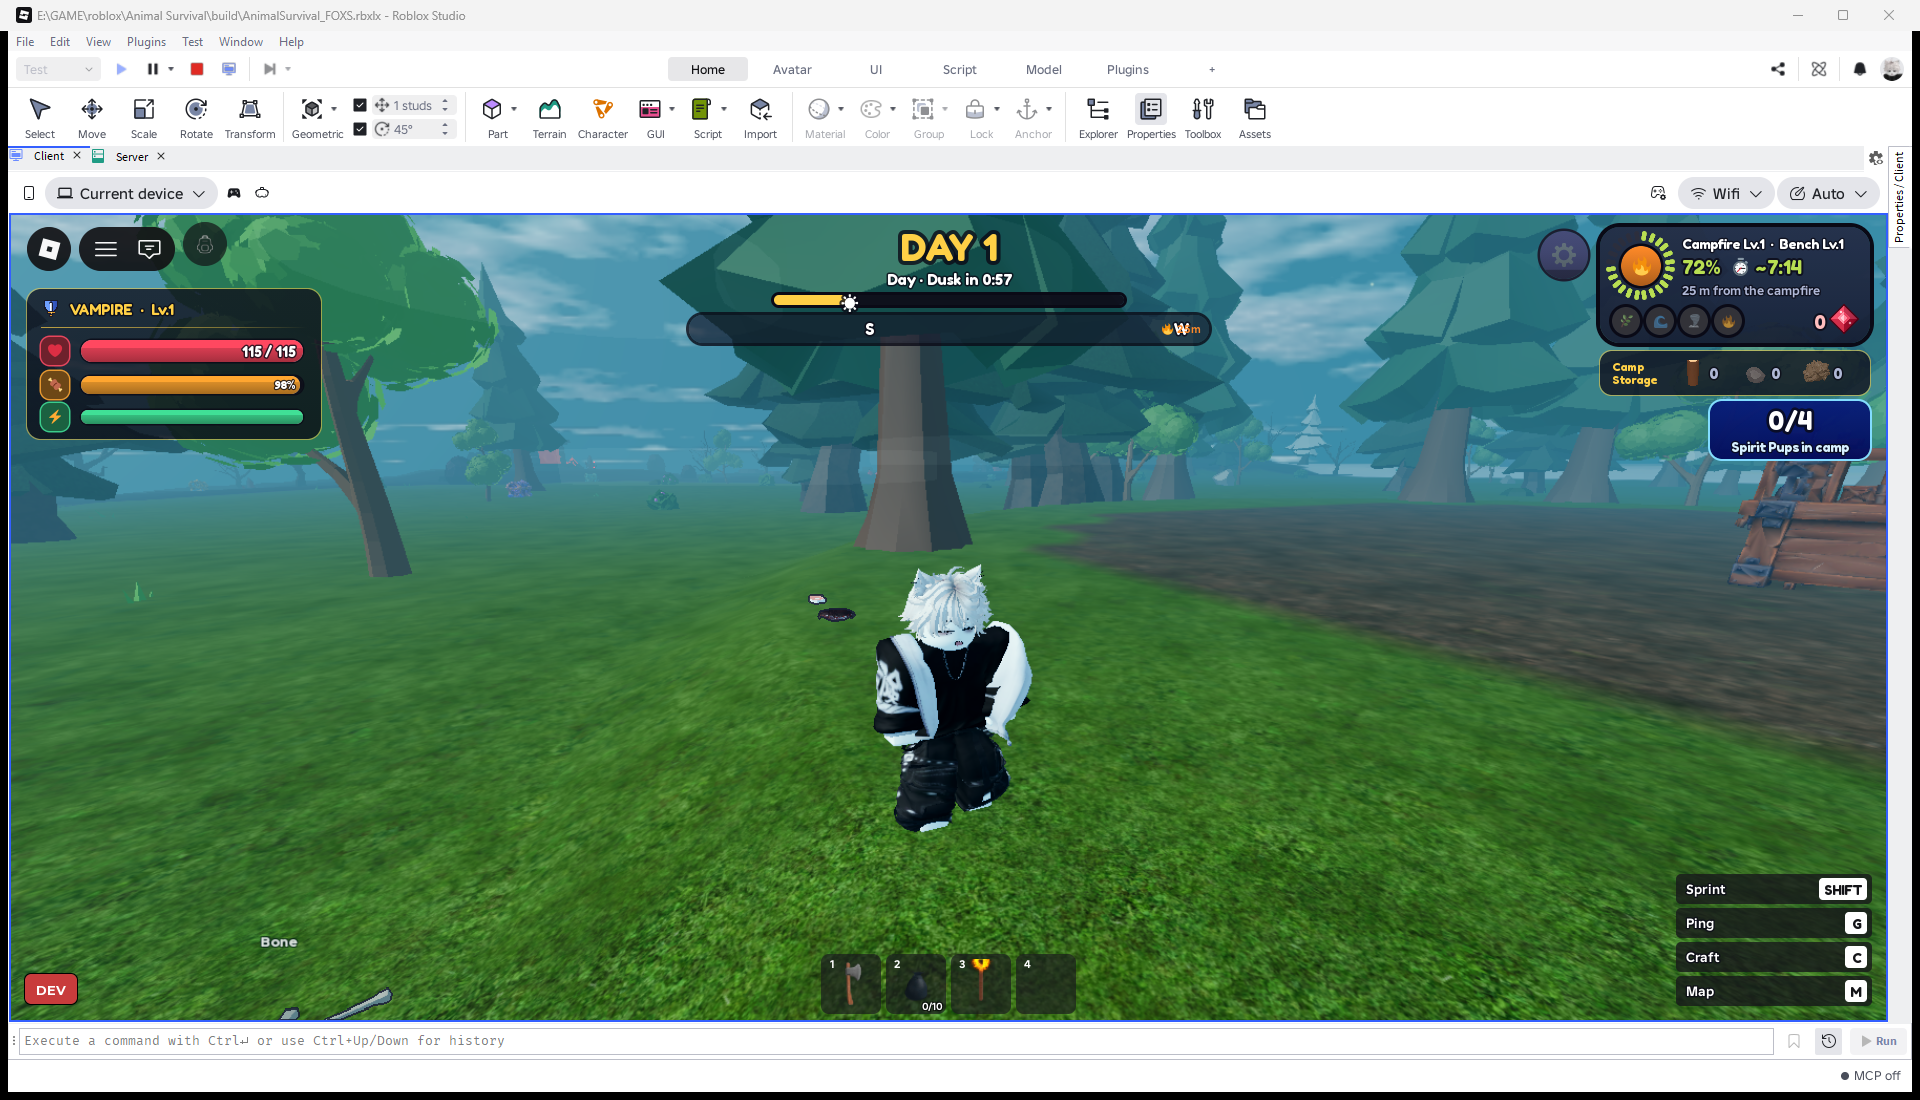 E:\GAME\roblox\Animal Survival\build\AnimalSurvival_FOXS.rbxlx - Roblox Studio
File Edit View Plugins Test Window Help
Test
Home Avatar UI Script Model Plugins +
1 studs
45°
Select Move Scale Rotate Transform Geometric Part Terrain Character GUI Script Import Material Color Group Lock Anchor Explorer Properties Toolbox Assets
Client Server
Properties / Client
Current device
Wifi
Auto
DAY 1
Day · Dusk in 0:57
S
W
VAMPIRE · Lv.1
115 / 115
98%
Campfire Lv.1 · Bench Lv.1
72% ~7:14
25 m from the campfire
0
Camp Storage
0 0 0
0/4
Spirit Pups in camp
Bone
DEV
1
2
0/10
3
4
Sprint SHIFT
Ping G
Craft C
Map M
Execute a command with Ctrl↵ or use Ctrl+Up/Down for history
Run
MCP off